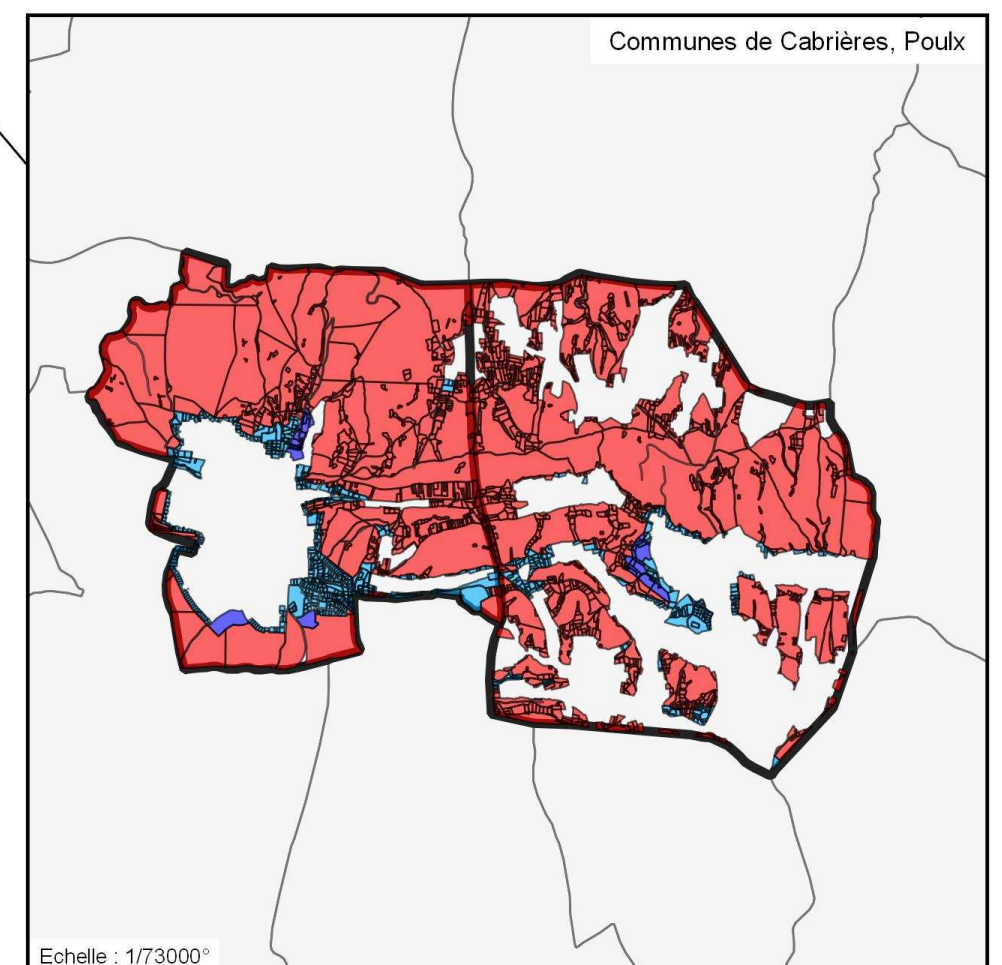 Communes de Cabrières, Poulx
Echelle : 1/73000°